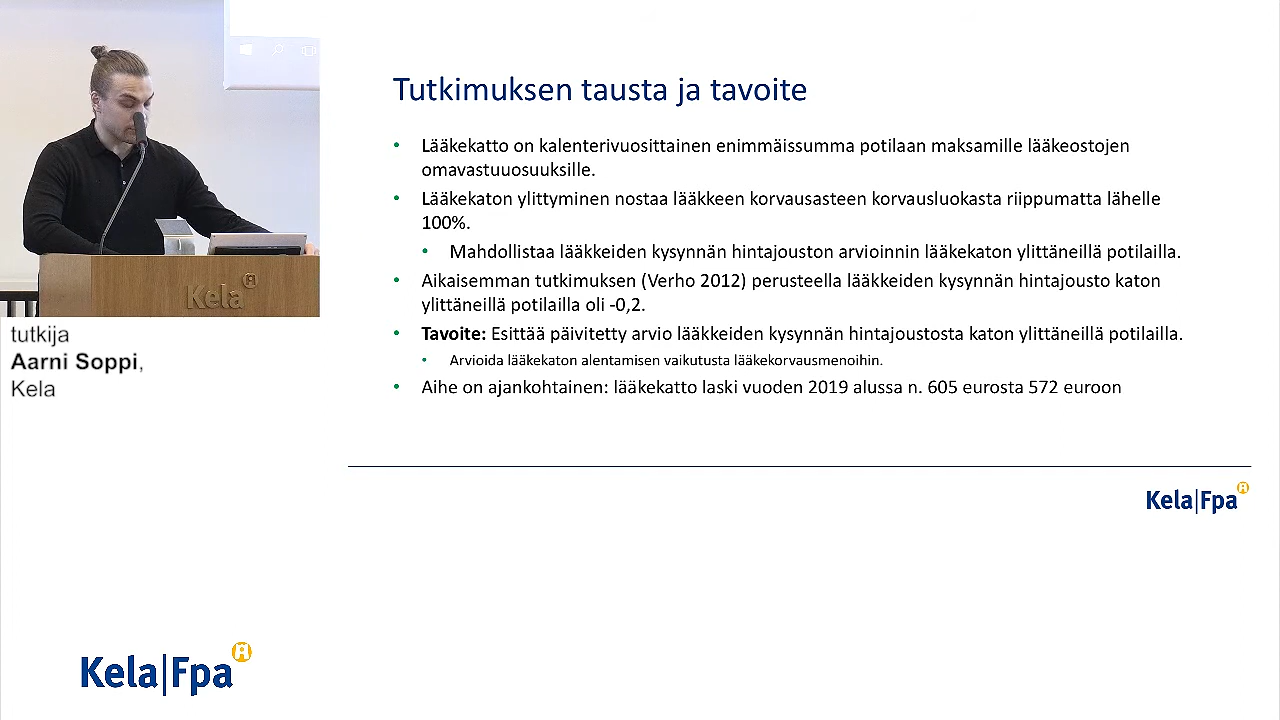 Tutkimuksen tausta ja tavoite
• Lääkekatto on kalenterivuosittainen enimmäissumma potilaan maksamille lääkeostojen
omavastuuosuuksille.
• Lääkekaton ylittyminen nostaa lääkkeen korvausasteen korvausluokasta riippumatta lähelle
100%.
• Mahdollistaa lääkkeiden kysynnän hintajouston arvioinnin lääkekaton ylittäneillä potilailla.
• Aikaisemman tutkimuksen (Verho 2012) perusteella lääkkeiden kysynnän hintajousto katon
ylittäneillä potilailla oli -0,2.
• Tavoite: Esittää päivitetty arvio lääkkeiden kysynnän hintajoustosta katon ylittäneillä potilailla.
• Arvioida lääkekaton alentamisen vaikutusta lääkekorvausmenoihin.
• Aihe on ajankohtainen: lääkekatto laski vuoden 2019 alussa n. 605 eurosta 572 euroon
Kela|Fpa
Kela
tutkija
Aarni Soppi,
Kela
Kela|Fpa